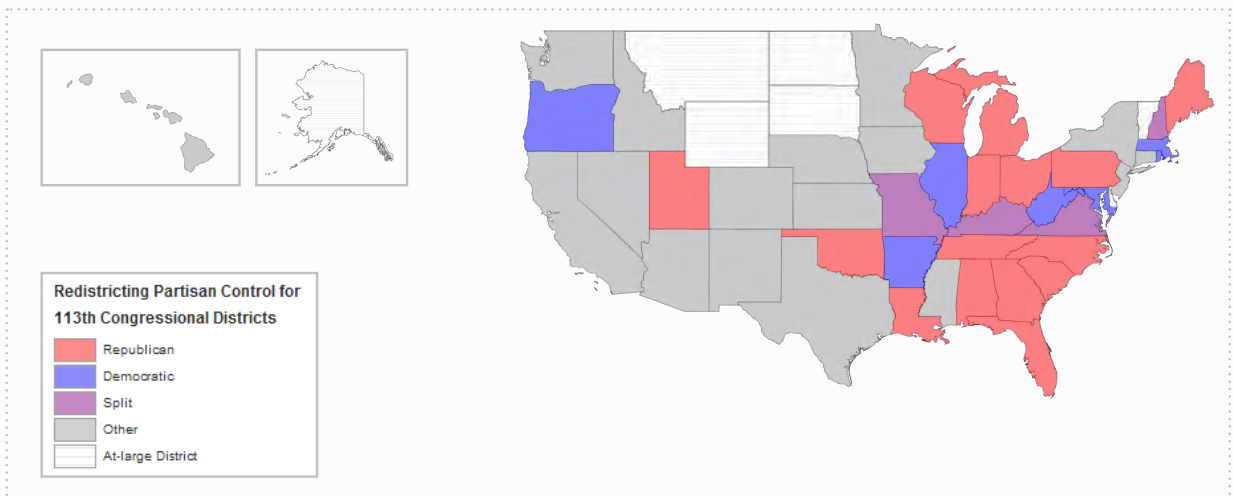 Redistricting Partisan Control for
113th Congressional Districts
Republican
Democratic
Split
Other
At-large District